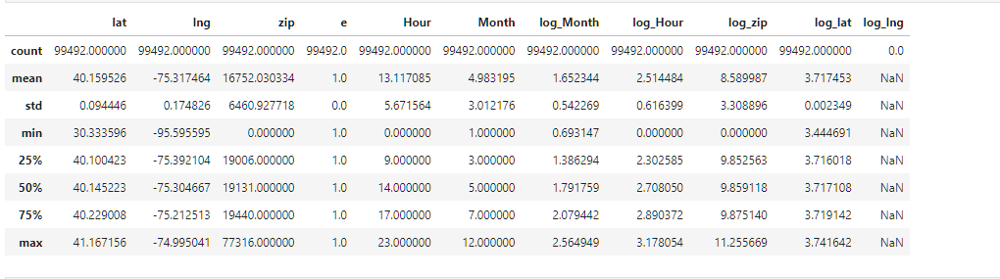 lat lng zip e Hour Month log_Month log_Hour log_zip log_lat log_lng
count 99492.000000 99492.000000 99492.000000 99492.0 99492.000000 99492.000000 99492.000000 99492.000000 99492.000000 99492.000000 0.0
mean 40.159526 -75.317464 16752.030334 1.0 13.117085 4.983195 1.652344 2.514484 8.589987 3.717453 NaN
std 0.094446 0.174826 6460.927718 0.0 5.671564 3.012176 0.542269 0.616399 3.308896 0.002349 NaN
min 30.333596 -95.595595 0.000000 1.0 0.000000 1.000000 0.693147 0.000000 0.000000 3.444691 NaN
25% 40.100423 -75.392104 19006.000000 1.0 9.000000 3.000000 1.386294 2.302585 9.852563 3.716018 NaN
50% 40.145223 -75.304667 19131.000000 1.0 14.000000 5.000000 1.791759 2.708050 9.859118 3.717108 NaN
75% 40.229008 -75.212513 19440.000000 1.0 17.000000 7.000000 2.079442 2.890372 9.875140 3.719142 NaN
max 41.167156 -74.995041 77316.000000 1.0 23.000000 12.000000 2.564949 3.178054 11.255669 3.741642 NaN